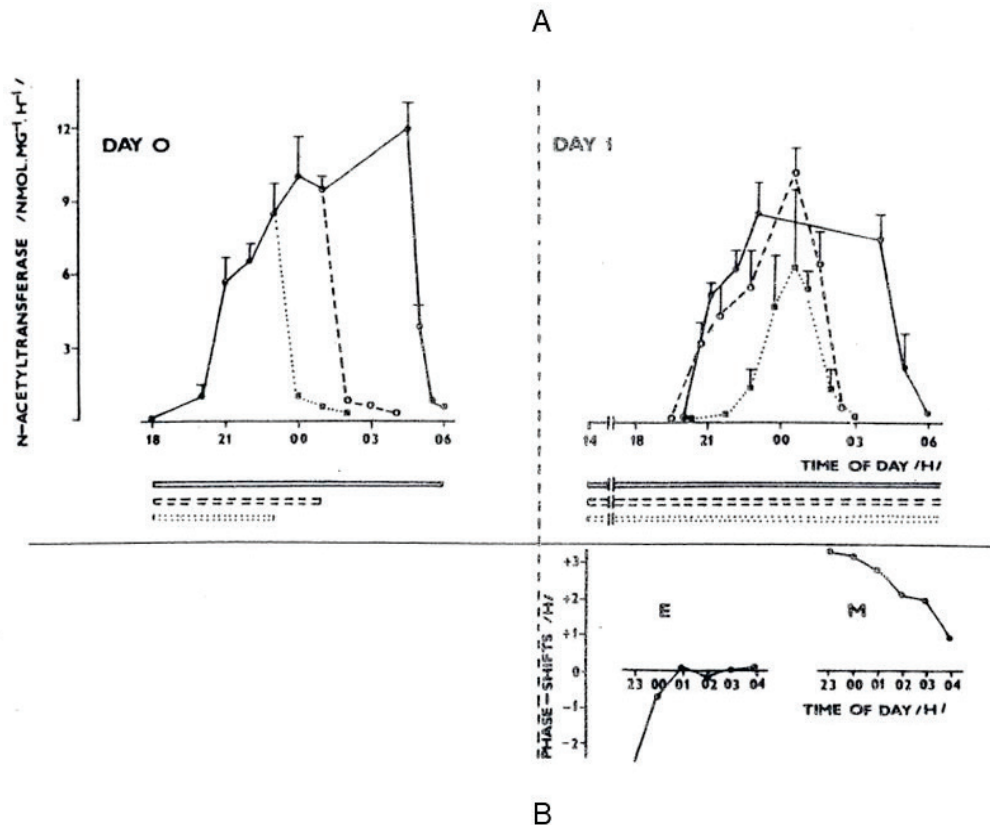 A
N-ACETYLTRANSFERASE /NMOL.MG⁻¹.H⁻¹/
DAY 0
12
9
6
3
18 21 00 03 06
DAY 1
14 18 21 00 03 06
TIME OF DAY /H/
PHASE-SHIFTS /H/
+3
+2
+1
0
-1
-2
E
23 00 01 02 03 04
M
23 00 01 02 03 04
TIME OF DAY /H/
B